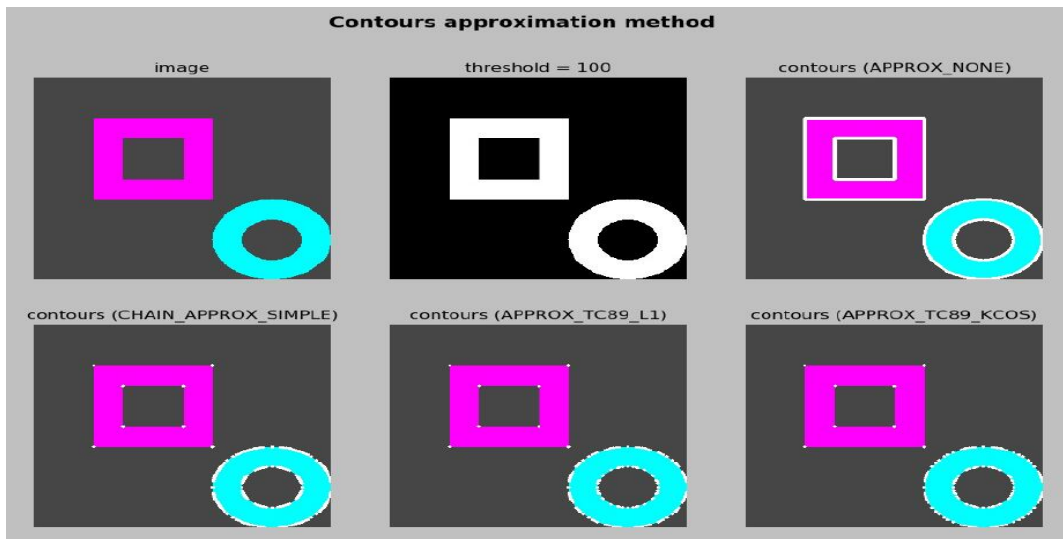 Contours approximation method
image
threshold = 100
contours (APPROX_NONE)
contours (CHAIN_APPROX_SIMPLE)
contours (APPROX_TC89_L1)
contours (APPROX_TC89_KCOS)